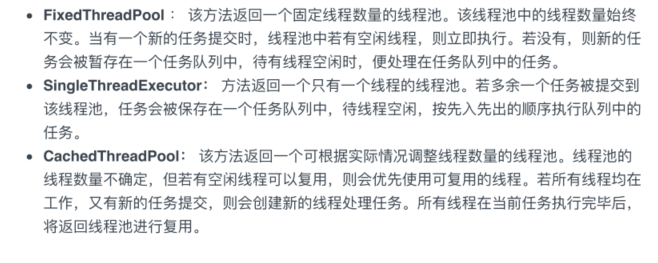 • FixedThreadPool ： 该方法返回一个固定线程数量的线程池。该线程池中的线程数量始终
不变。当有一个新的任务提交时，线程池中若有空闲线程，则立即执行。若没有，则新的任
务会被暂存在一个任务队列中，待有线程空闲时，便处理在任务队列中的任务。
• SingleThreadExecutor： 方法返回一个只有一个线程的线程池。若多余一个任务被提交到
该线程池，任务会被保存在一个任务队列中，待线程空闲，按先入先出的顺序执行队列中的
任务。
• CachedThreadPool： 该方法返回一个可根据实际情况调整线程数量的线程池。线程池的
线程数量不确定，但若有空闲线程可以复用，则会优先使用可复用的线程。若所有线程均在
工作，又有新的任务提交，则会创建新的线程处理任务。所有线程在当前任务执行完毕后，
将返回线程池进行复用。